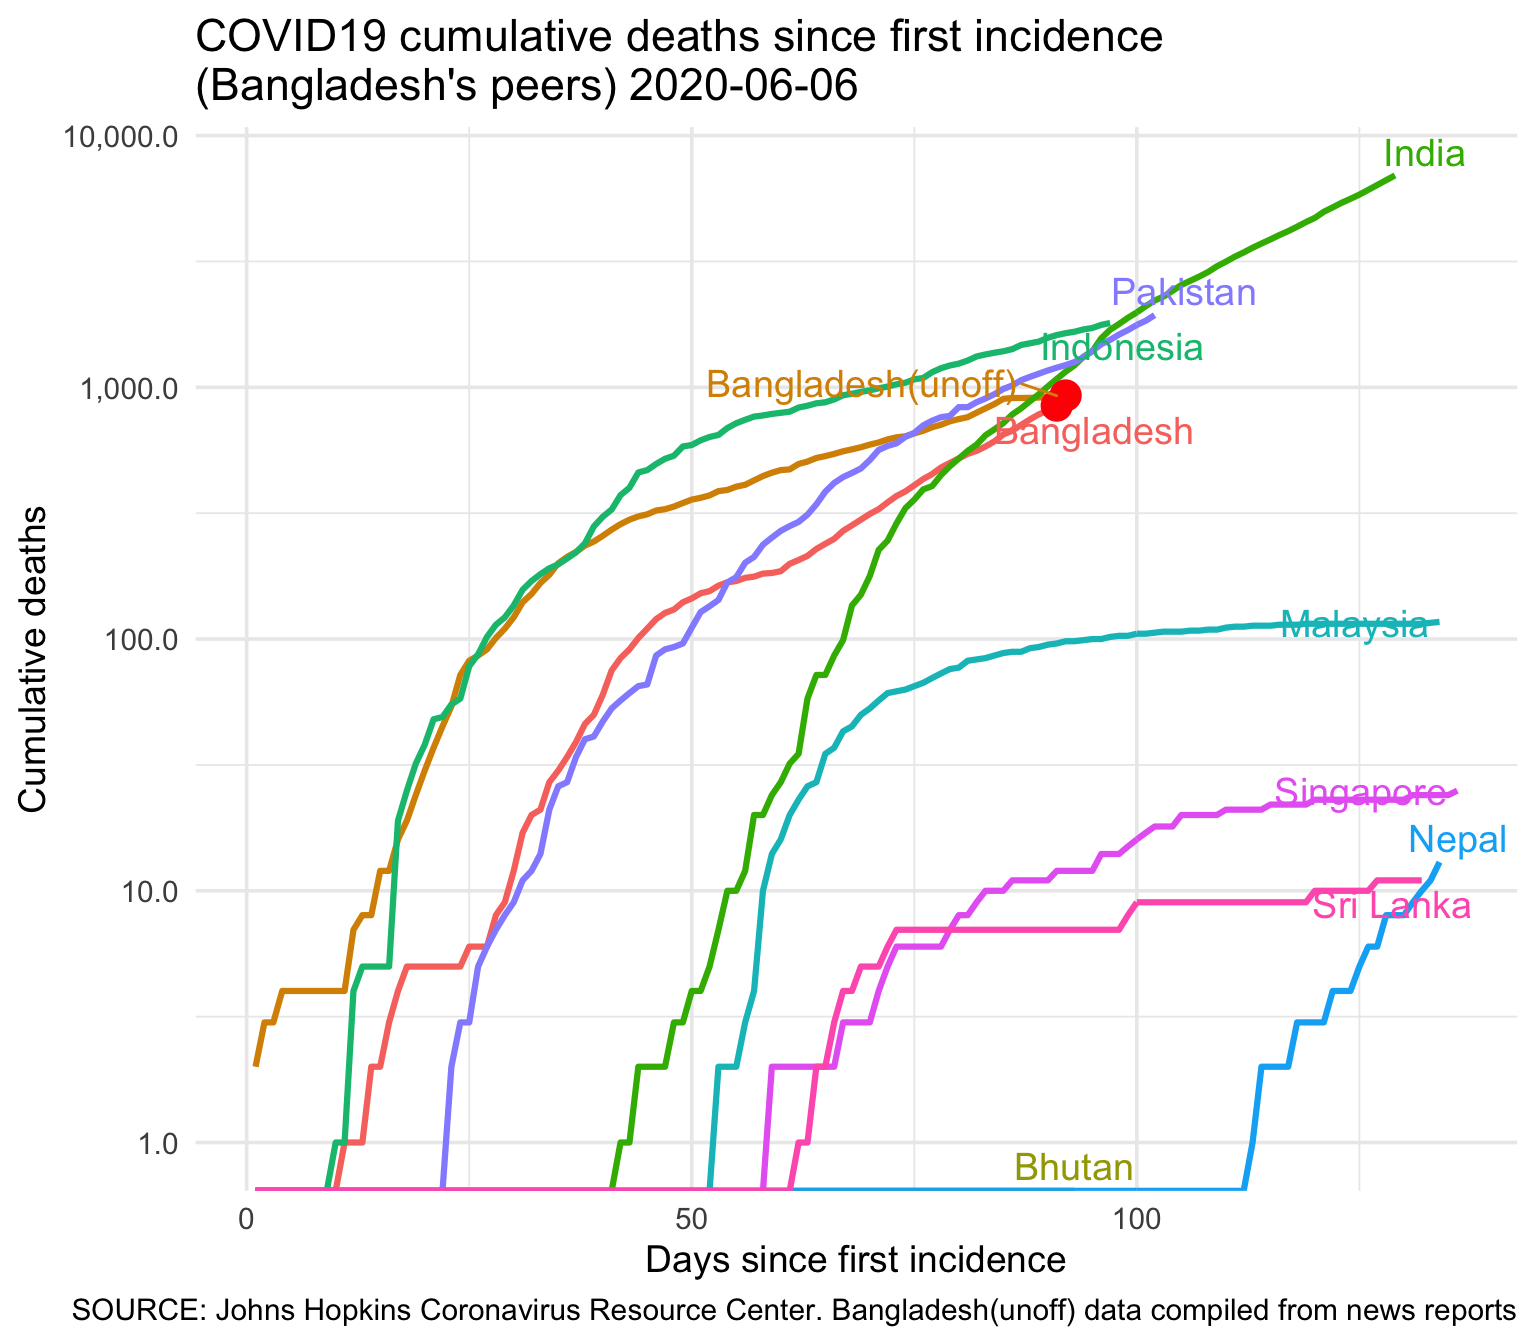 COVID19 cumulative deaths since first incidence
(Bangladesh's peers) 2020-06-06
10,000.0
India
Pakistan
Indonesia
1,000.0
Bangladesh(unoff)
Bangladesh
Cumulative deaths
100.0
Malaysia
Singapore
Nepal
10.0
Sri Lanka
1.0
Bhutan
0
50
100
Days since first incidence
SOURCE: Johns Hopkins Coronavirus Resource Center. Bangladesh(unoff) data compiled from news reports